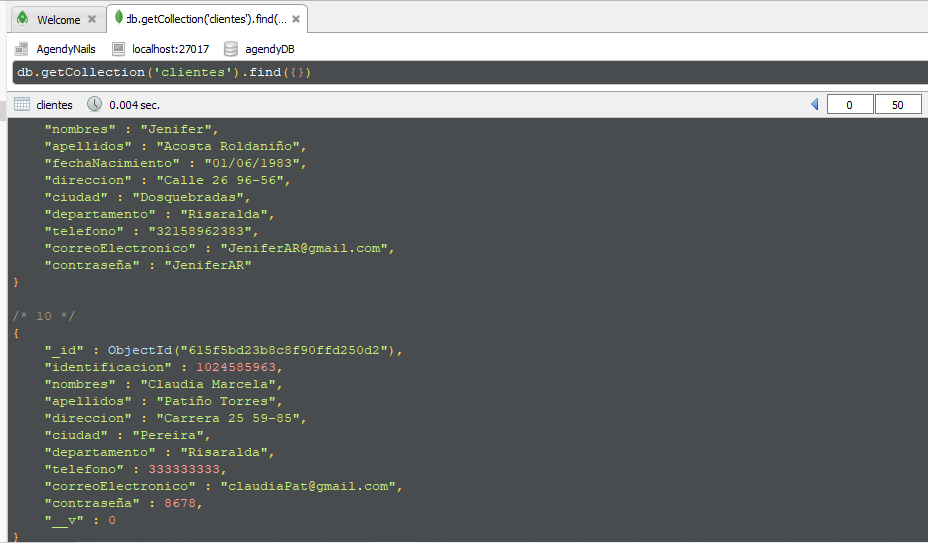 Welcome
db.getCollection('clientes').find(...
AgendyNails localhost:27017 agendyDB
db.getCollection('clientes').find({})
clientes 0.004 sec. 0 50
"nombres" : "Jenifer",
"apellidos" : "Acosta Roldaniño",
"fechaNacimiento" : "01/06/1983",
"direccion" : "Calle 26 96-56",
"ciudad" : "Dosquebradas",
"departamento" : "Risaralda",
"telefono" : "32158962383",
"correoElectronico" : "JeniferAR@gmail.com",
"contraseña" : "JeniferAR"
}
/* 10 */
{
"_id" : ObjectId("615f5bd23b8c8f90ffd250d2"),
"identificacion" : 1024585963,
"nombres" : "Claudia Marcela",
"apellidos" : "Patiño Torres",
"direccion" : "Carrera 25 59-85",
"ciudad" : "Pereira",
"departamento" : "Risaralda",
"telefono" : 333333333,
"correoElectronico" : "claudiaPat@gmail.com",
"contraseña" : 8678,
"__v" : 0
}